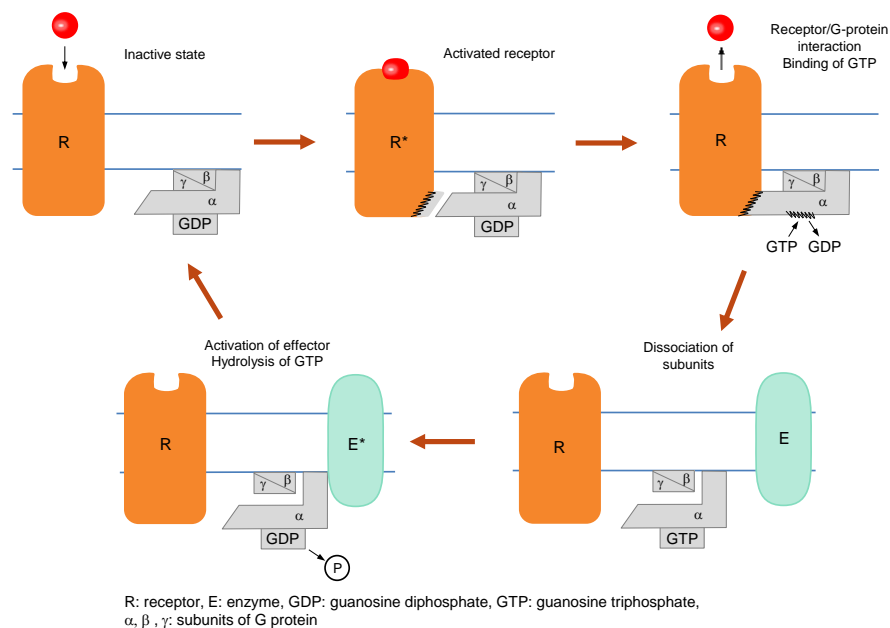 Inactive state
R
γ β
α
GDP
Activated receptor
R*
γ β
α
GDP
Receptor/G-protein
interaction
Binding of GTP
R
γ β
α
GTP GDP
Dissociation of
subunits
R
E
γ β
α
GTP
Activation of effector
Hydrolysis of GTP
R
E*
γ β
α
GDP
P
R: receptor, E: enzyme, GDP: guanosine diphosphate, GTP: guanosine triphosphate,
α, β , γ: subunits of G protein